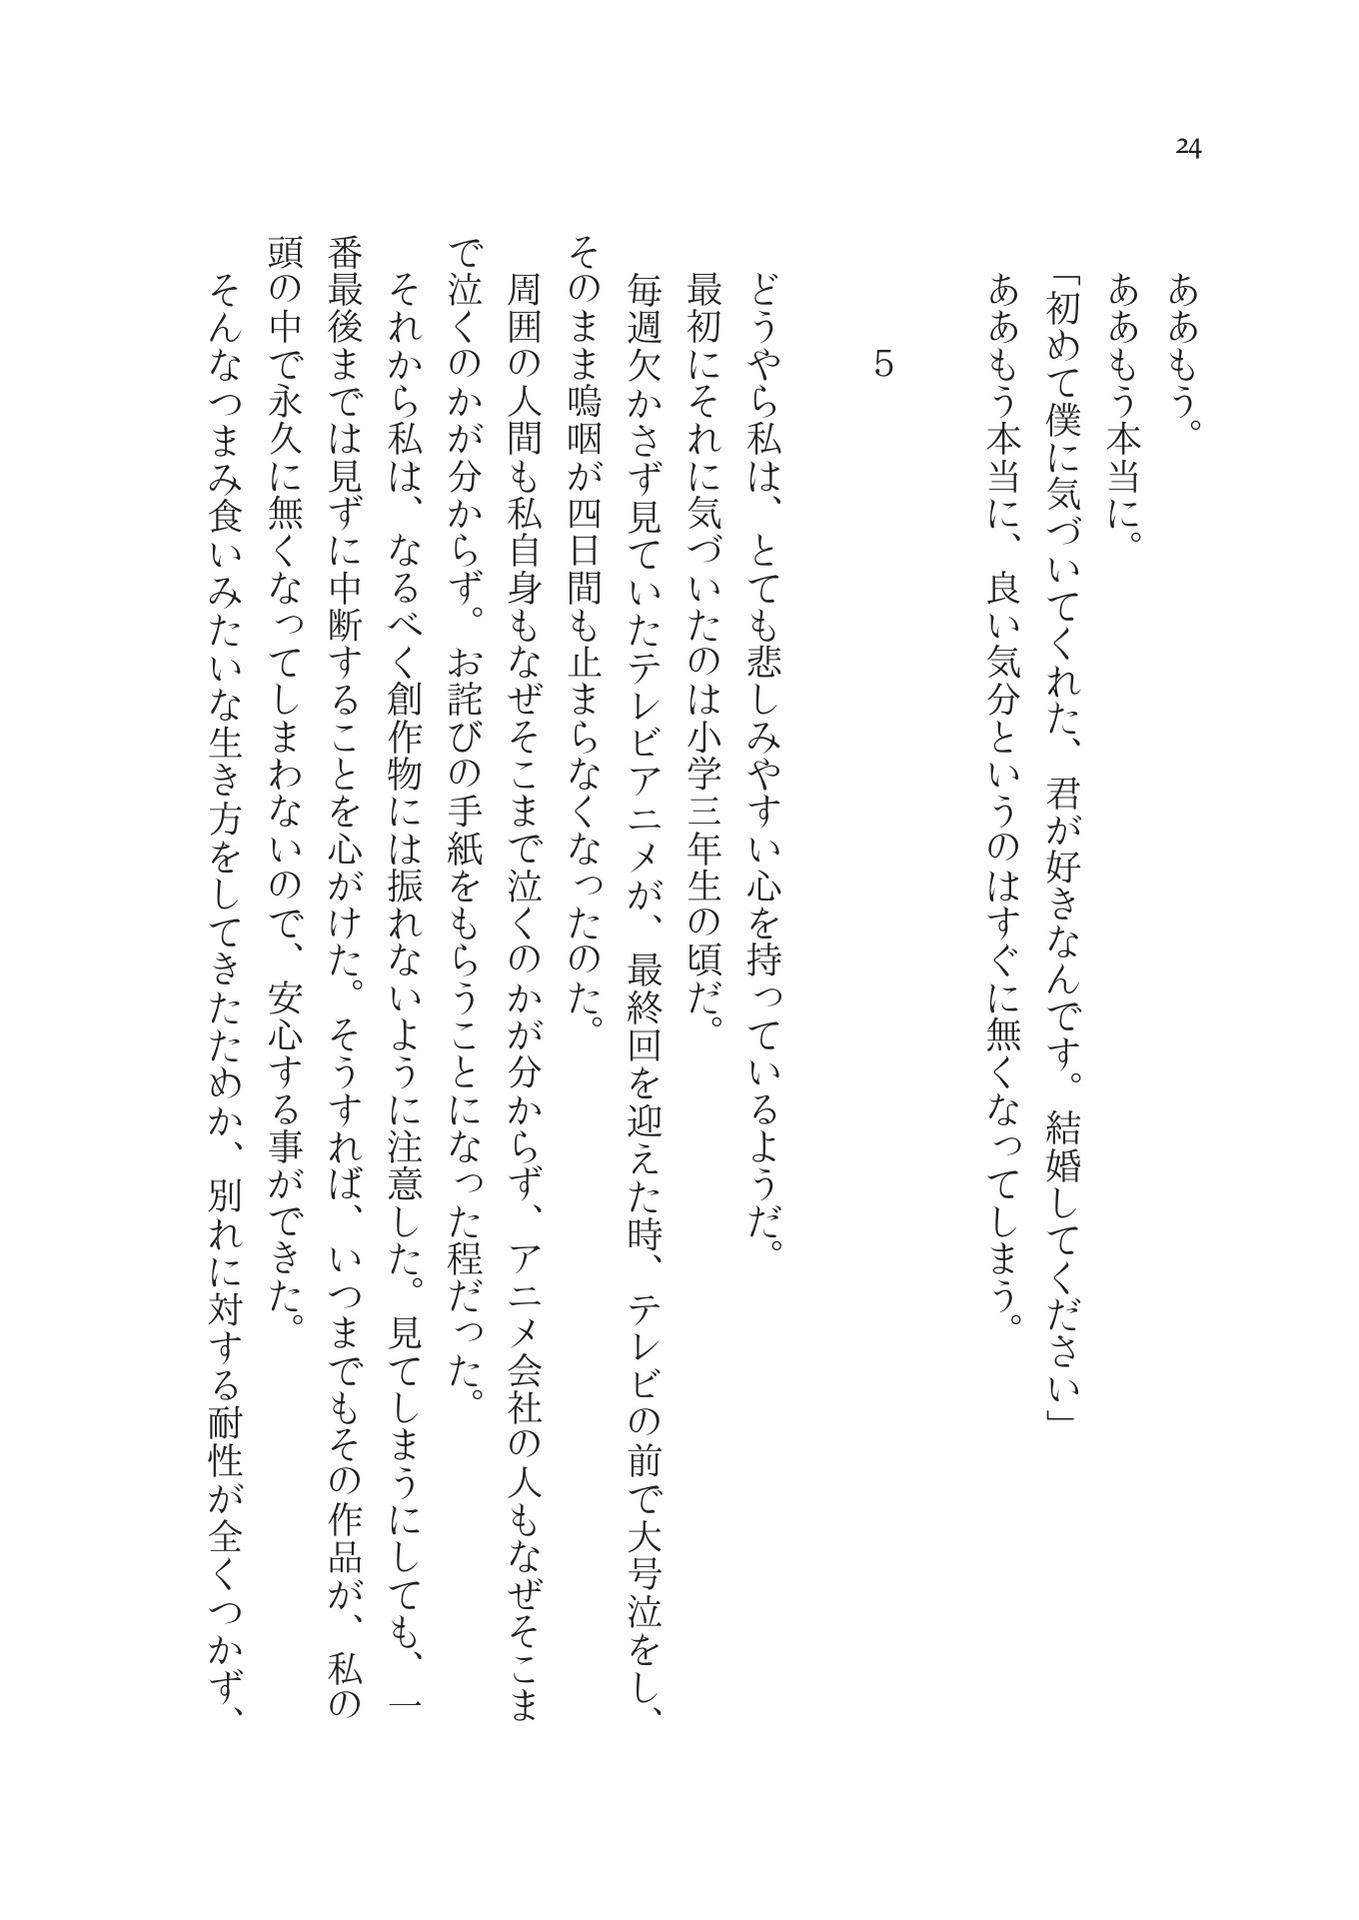 24
ああもう。
ああもう本当に。
「初めて僕に気づいてくれた、君が好きなんです。結婚してください」
ああもう本当に、良い気分というのはすぐに無くなってしまう。
5
どうやら私は、とても悲しみやすい心を持っているようだ。
最初にそれに気づいたのは小学三年生の頃だ。
毎週欠かさず見ていたテレビアニメが、最終回を迎えた時、テレビの前で大号泣をし、
そのまま嗚咽が四日間も止まらなくなったのた。
周囲の人間も私自身もなぜそこまで泣くのかが分からず、アニメ会社の人もなぜそこま
で泣くのかが分からず。お詫びの手紙をもらうことになった程だった。
それから私は、なるべく創作物には振れないように注意した。見てしまうにしても、一
番最後までは見ずに中断することを心がけた。そうすれば、いつまでもその作品が、私の
頭の中で永久に無くなってしまわないので、安心する事ができた。
そんなつまみ食いみたいな生き方をしてきたためか、別れに対する耐性が全くつかず、